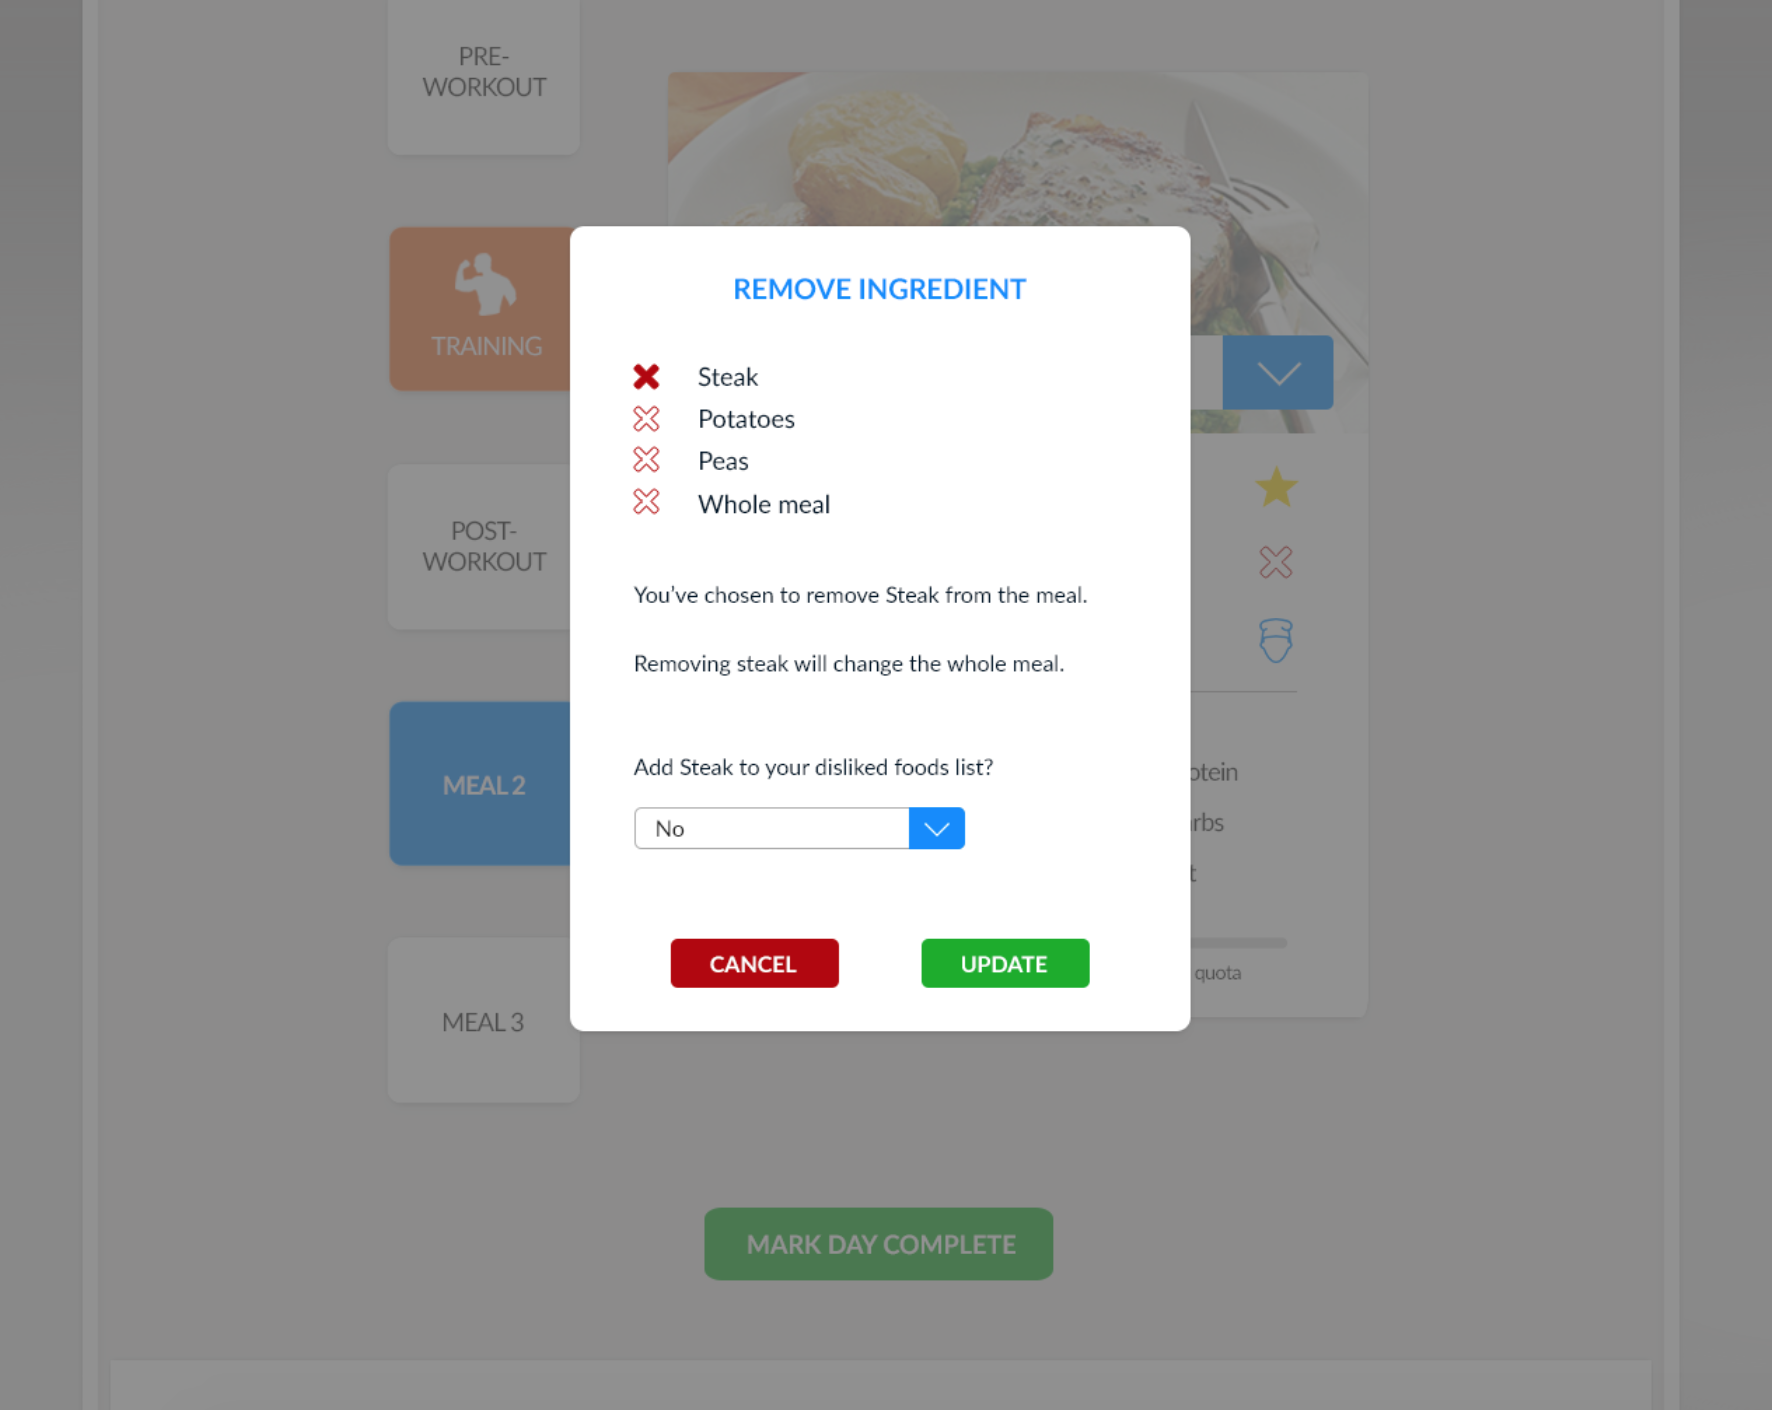 PRE-
WORKOUT
TRAINING
POST-
WORKOUT
MEAL 2
MEAL 3
REMOVE INGREDIENT
Steak
Potatoes
Peas
Whole meal
You've chosen to remove Steak from the meal.
Removing steak will change the whole meal.
Add Steak to your disliked foods list?
No
CANCEL
UPDATE
quota
MARK DAY COMPLETE